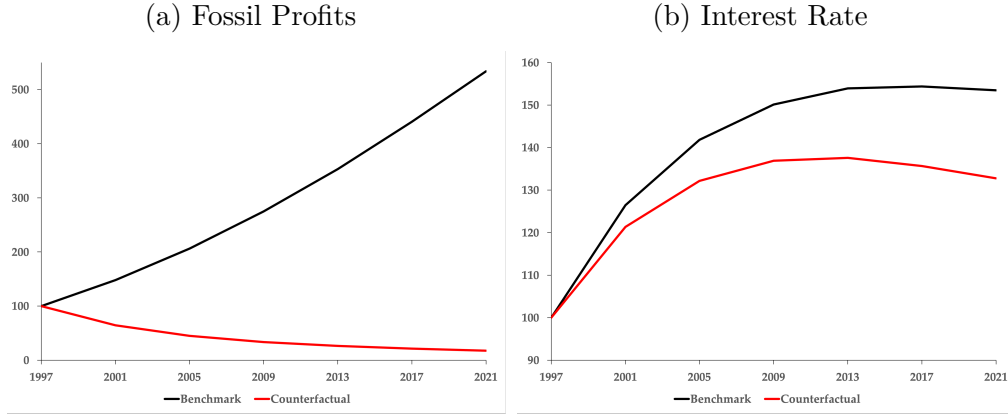 (a) Fossil Profits
500
400
300
200
100
0
1997 2001 2005 2009 2013 2017 2021
Benchmark Counterfactual
(b) Interest Rate
160
150
140
130
120
110
100
90
1997 2001 2005 2009 2013 2017 2021
Benchmark Counterfactual